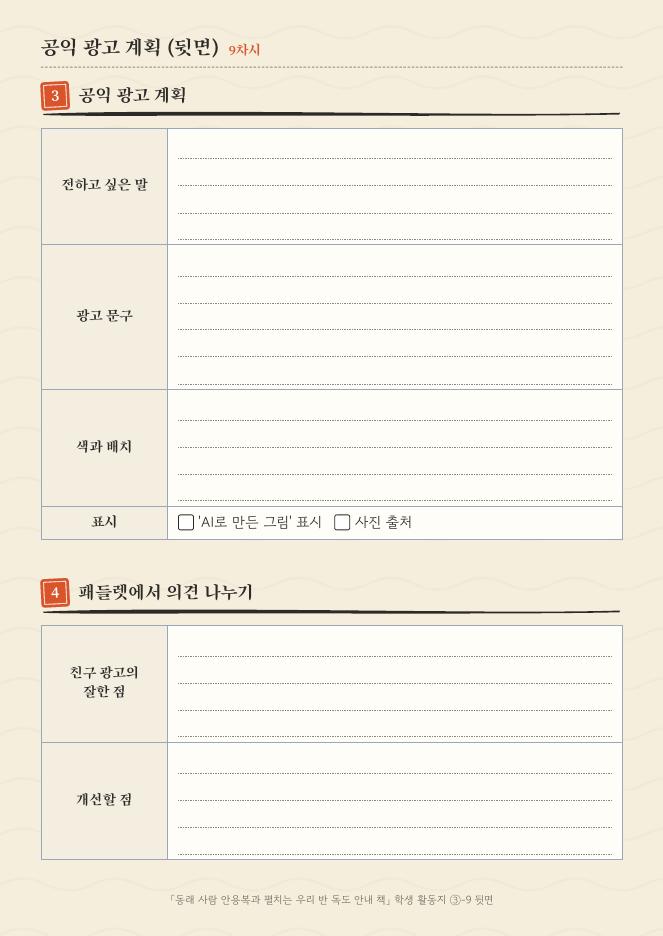 공익 광고 계획 (뒷면) 9차시
3 공익 광고 계획
전하고 싶은 말
광고 문구
색과 배치
표시 'AI로 만든 그림' 표시 사진 출처
4 패들렛에서 의견 나누기
친구 광고의
잘한 점
개선할 점
「동래 사람 안용복과 펼치는 우리 반 독도 안내 책」 학생 활동지 ③-9 뒷면